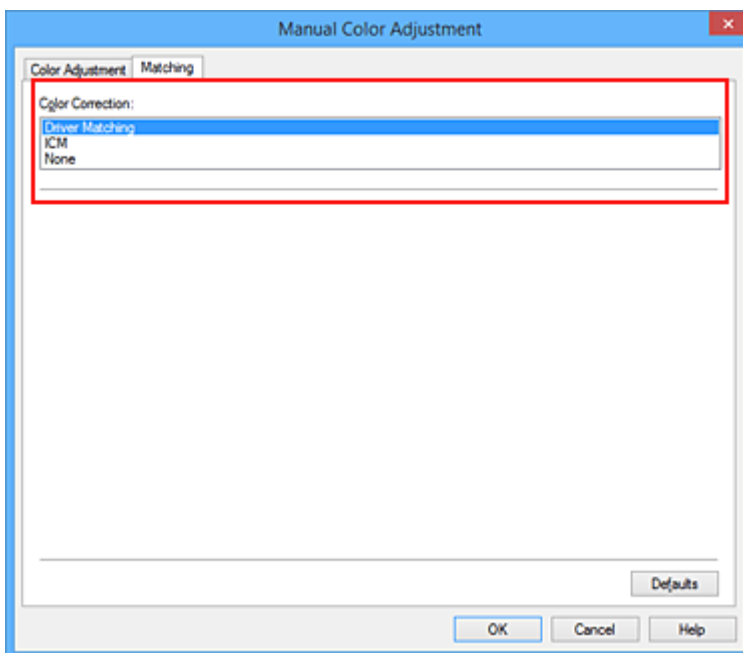 Manual Color Adjustment
Color Adjustment Matching
Color Correction:
Driver Matching
ICM
None
Defaults
OK Cancel Help